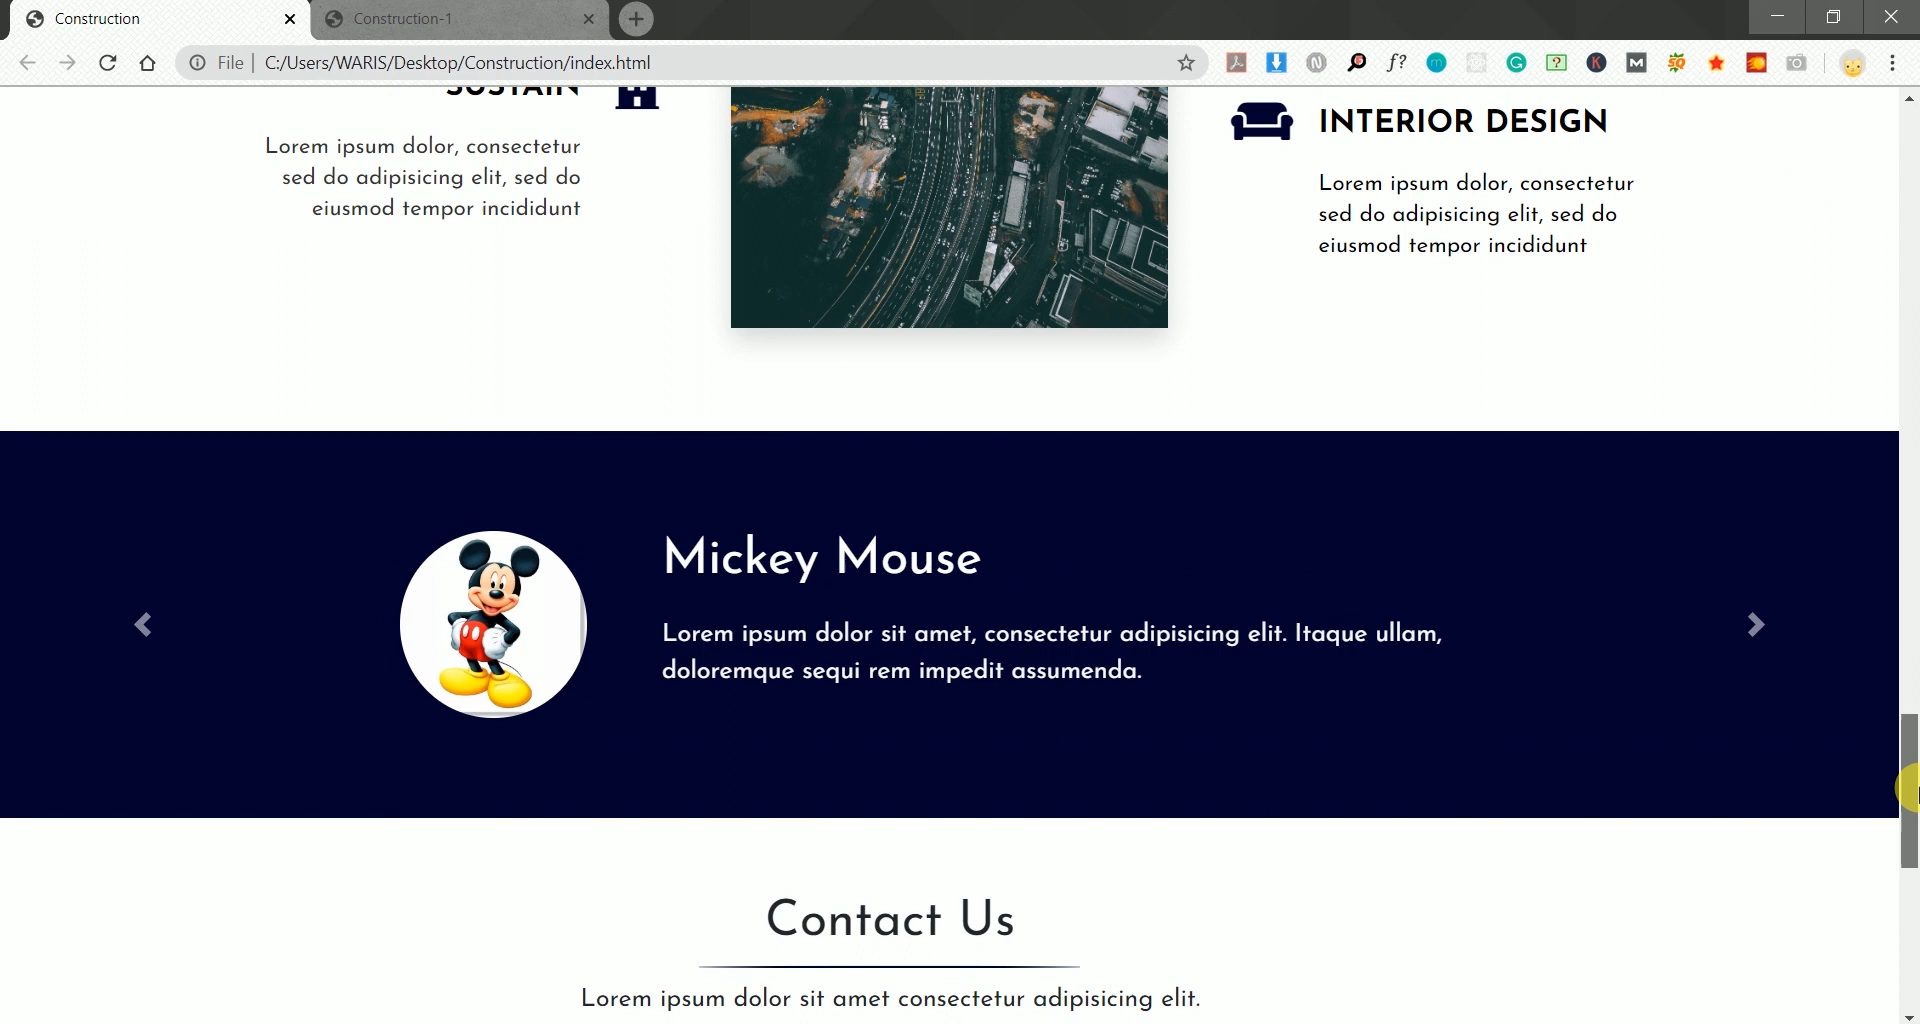 Construction
Construction-1
File
C:/Users/WARIS/Desktop/Construction/index.html
SUSTAIN
Lorem ipsum dolor, consectetur
sed do adipisicing elit, sed do
eiusmod tempor incididunt
INTERIOR DESIGN
Lorem ipsum dolor, consectetur
sed do adipisicing elit, sed do
eiusmod tempor incididunt
Mickey Mouse
Lorem ipsum dolor sit amet, consectetur adipisicing elit. Itaque ullam,
doloremque sequi rem impedit assumenda.
Contact Us
Lorem ipsum dolor sit amet consectetur adipisicing elit.